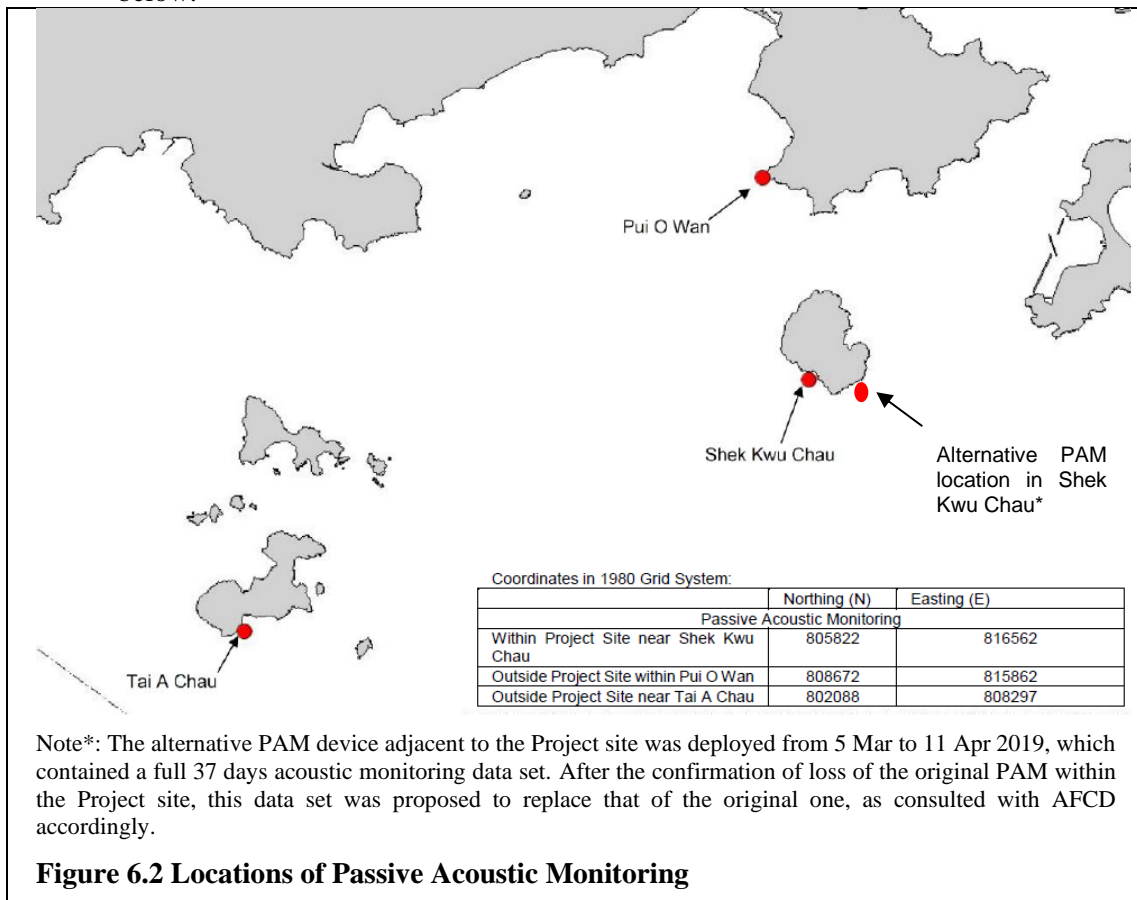 Pui O Wan
Shek Kwu Chau
Alternative PAM
location in Shek
Kwu Chau*
Tai A Chau
Coordinates in 1980 Grid System:
Northing (N) Easting (E)
Passive Acoustic Monitoring
Within Project Site near Shek Kwu 805822 816562
Chau
Outside Project Site within Pui O Wan 808672 815862
Outside Project Site near Tai A Chau 802088 808297
Note*: The alternative PAM device adjacent to the Project site was deployed from 5 Mar to 11 Apr 2019, which
contained a full 37 days acoustic monitoring data set. After the confirmation of loss of the original PAM within
the Project site, this data set was proposed to replace that of the original one, as consulted with AFCD
accordingly.
Figure 6.2 Locations of Passive Acoustic Monitoring